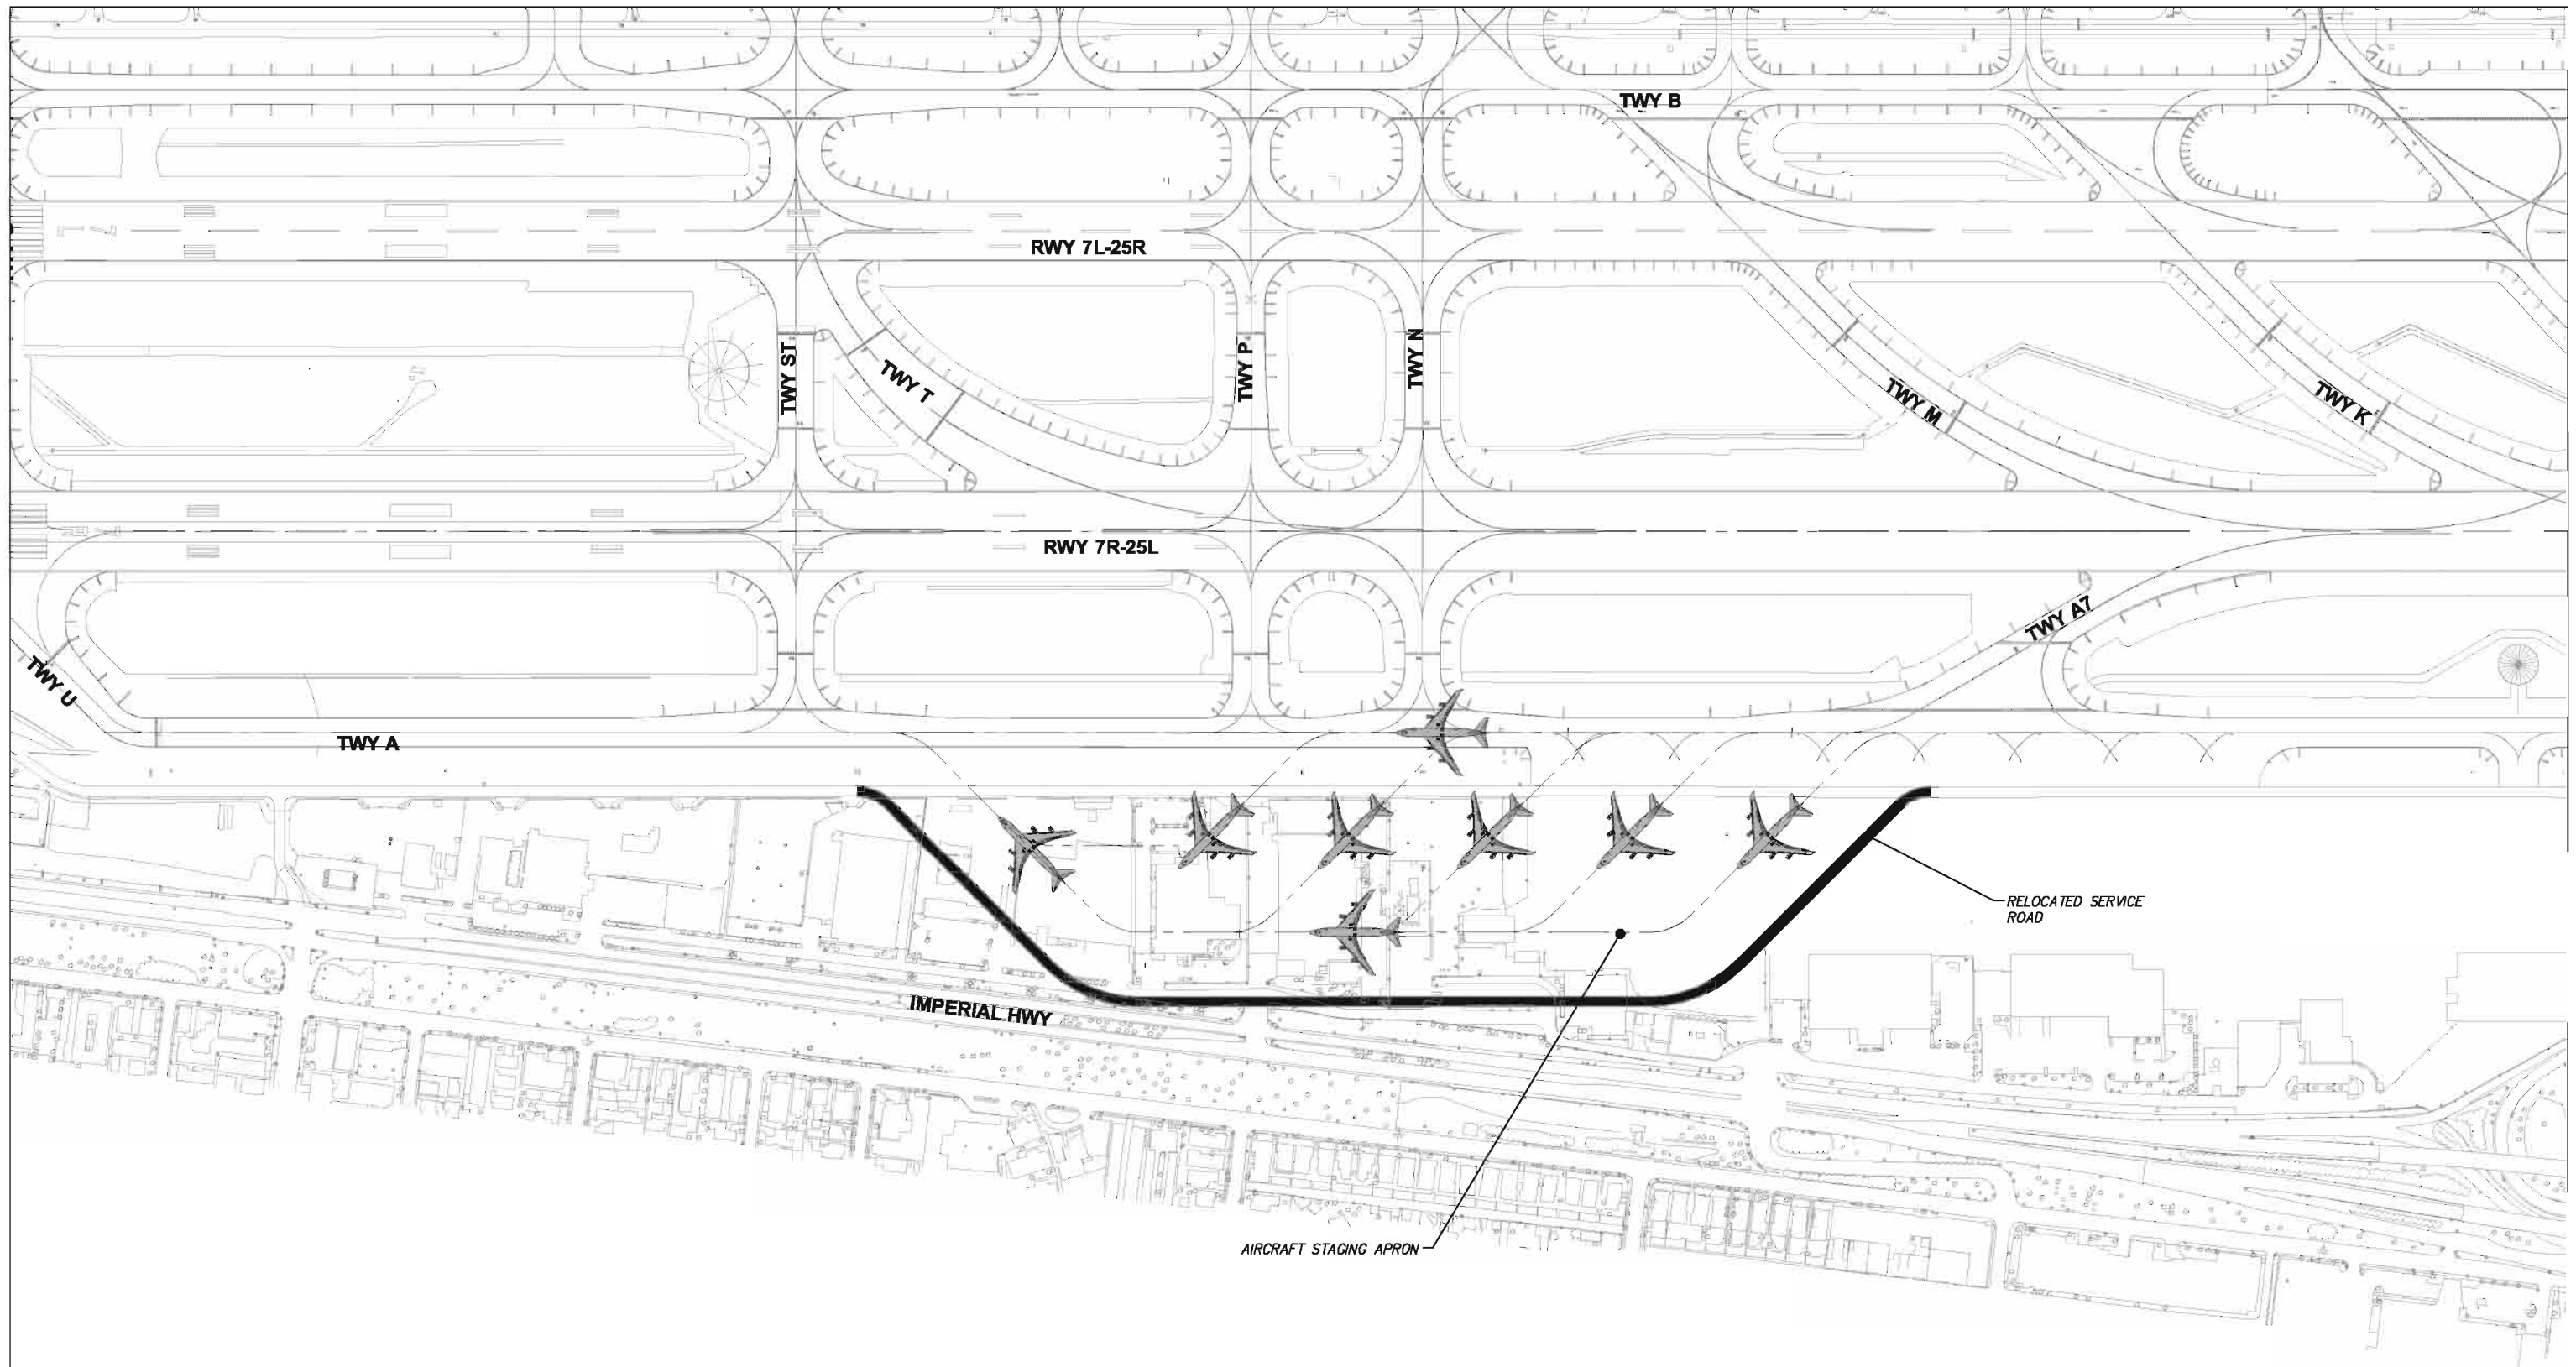 TWY B
RWY 7L-25R
TWY ST
TWY T
TWY P
TWY N
TWY M
TWY K
RWY 7R-25L
TWY A7
TWY U
TWY A
RELOCATED SERVICE
ROAD
IMPERIAL HWY
AIRCRAFT STAGING APRON